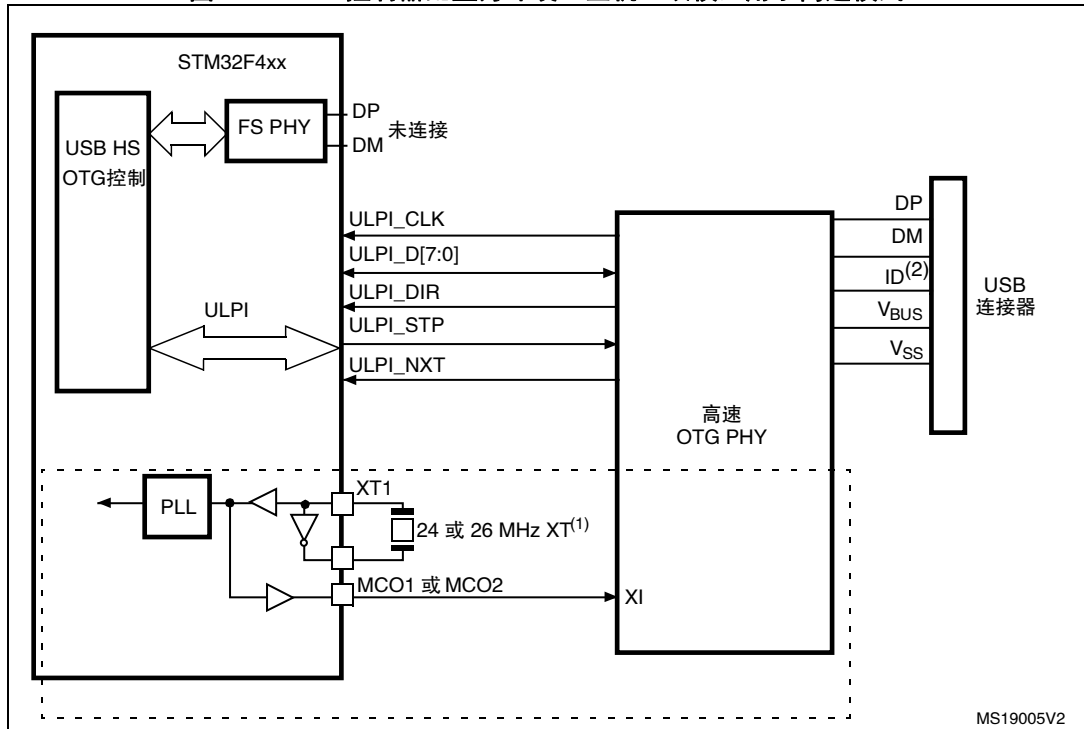 STM32F4xx
USB HS
OTG控制
FS PHY
DP
DM
未连接
ULPI_CLK
ULPI_D[7:0]
ULPI_DIR
ULPI
ULPI_STP
ULPI_NXT
高速
OTG PHY
DP
DM
ID(2)
VBUS
VSS
USB
连接器
PLL
XT1
24 或 26 MHz XT(1)
MCO1 或 MCO2
XI
MS19005V2